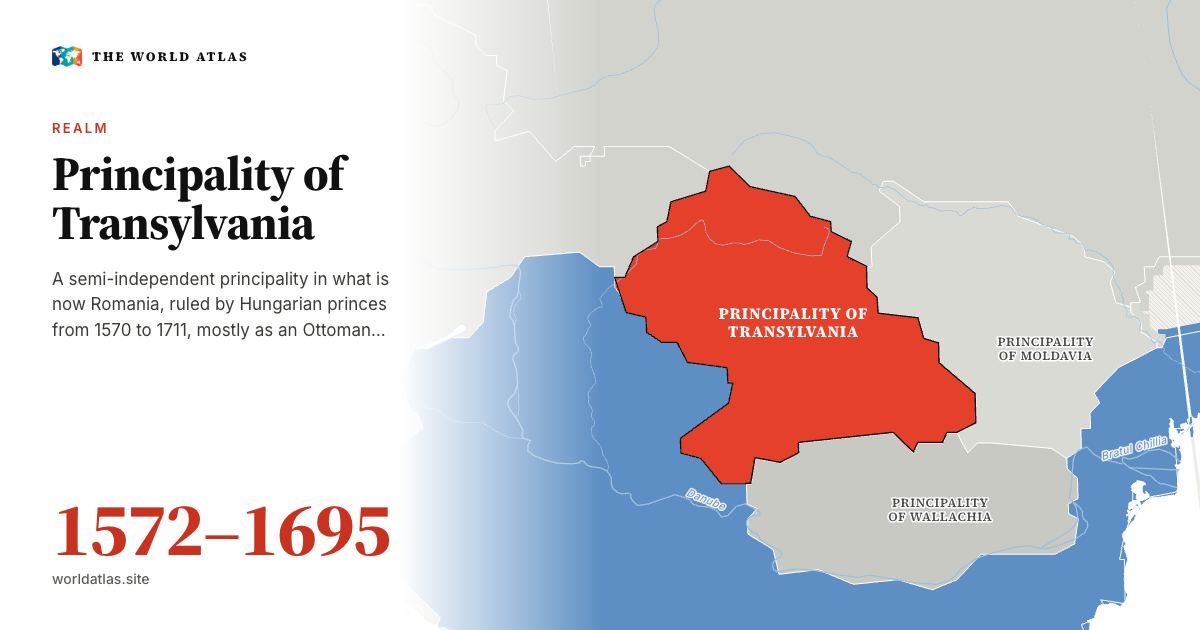 THE WORLD ATLAS
REALM
Principality of
Transylvania
A semi-independent principality in what is
now Romania, ruled by Hungarian princes
from 1570 to 1711, mostly as an Ottoman...
1572–1695
worldatlas.site
PRINCIPALITY OF
TRANSYLVANIA
PRINCIPALITY
OF MOLDAVIA
Bratul Chillia
Danube
PRINCIPALITY
OF WALLACHIA